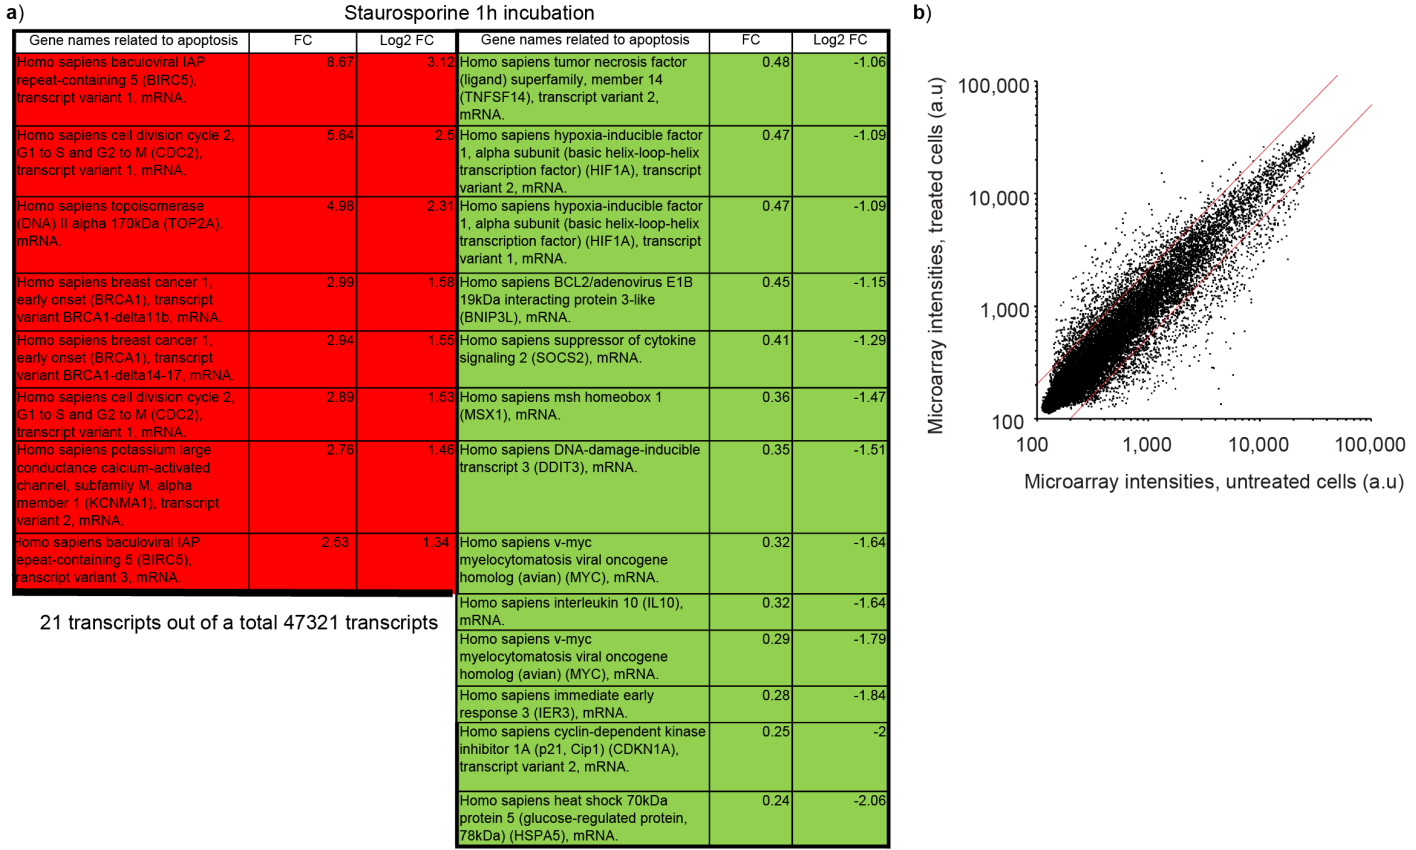 a)
Staurosporine 1h incubation
Gene names related to apoptosis FC Log2 FC
Homo sapiens baculoviral IAP
repeat-containing 5 (BIRC5),
transcript variant 1, mRNA.
8.67 3.12
Homo sapiens cell division cycle 2,
G1 to S and G2 to M (CDC2),
transcript variant 1, mRNA.
5.64 2.5
Homo sapiens topoisomerase
(DNA) II alpha 170kDa (TOP2A),
mRNA.
4.98 2.31
Homo sapiens breast cancer 1,
early onset (BRCA1), transcript
variant BRCA1-delta11b, mRNA.
2.99 1.58
Homo sapiens breast cancer 1,
early onset (BRCA1), transcript
variant BRCA1-delta14-17, mRNA.
2.94 1.55
Homo sapiens cell division cycle 2,
G1 to S and G2 to M (CDC2),
transcript variant 1, mRNA.
2.89 1.53
Homo sapiens potassium large
conductance calcium-activated
channel, subfamily M, alpha
member 1 (KCNMA1), transcript
variant 2, mRNA.
2.76 1.46
Homo sapiens baculoviral IAP
repeat-containing 5 (BIRC5),
transcript variant 3, mRNA.
2.53 1.34
21 transcripts out of a total 47321 transcripts
Gene names related to apoptosis FC Log2 FC
Homo sapiens tumor necrosis factor
(ligand) superfamily, member 14
(TNFSF14), transcript variant 2,
mRNA.
0.48 -1.06
Homo sapiens hypoxia-inducible factor
1, alpha subunit (basic helix-loop-helix
transcription factor) (HIF1A), transcript
variant 2, mRNA.
0.47 -1.09
Homo sapiens hypoxia-inducible factor
1, alpha subunit (basic helix-loop-helix
transcription factor) (HIF1A), transcript
variant 1, mRNA.
0.47 -1.09
Homo sapiens BCL2/adenovirus E1B
19kDa interacting protein 3-like
(BNIP3L), mRNA.
0.45 -1.15
Homo sapiens suppressor of cytokine
signaling 2 (SOCS2), mRNA.
0.41 -1.29
Homo sapiens msh homeobox 1
(MSX1), mRNA.
0.36 -1.47
Homo sapiens DNA-damage-inducible
transcript 3 (DDIT3), mRNA.
0.35 -1.51
Homo sapiens v-myc
myelocytomatosis viral oncogene
homolog (avian) (MYC), mRNA.
0.32 -1.64
Homo sapiens interleukin 10 (IL10),
mRNA.
0.32 -1.64
Homo sapiens v-myc
myelocytomatosis viral oncogene
homolog (avian) (MYC), mRNA.
0.29 -1.79
Homo sapiens immediate early
response 3 (IER3), mRNA.
0.28 -1.84
Homo sapiens cyclin-dependent kinase
inhibitor 1A (p21, Cip1) (CDKN1A),
transcript variant 2, mRNA.
0.25 -2
Homo sapiens heat shock 70kDa
protein 5 (glucose-regulated protein,
78kDa) (HSPA5), mRNA.
0.24 -2.06
b)
Microarray intensities, treated cells (a.u)
100,000
10,000
1,000
100
100 1,000 10,000 100,000
Microarray intensities, untreated cells (a.u)